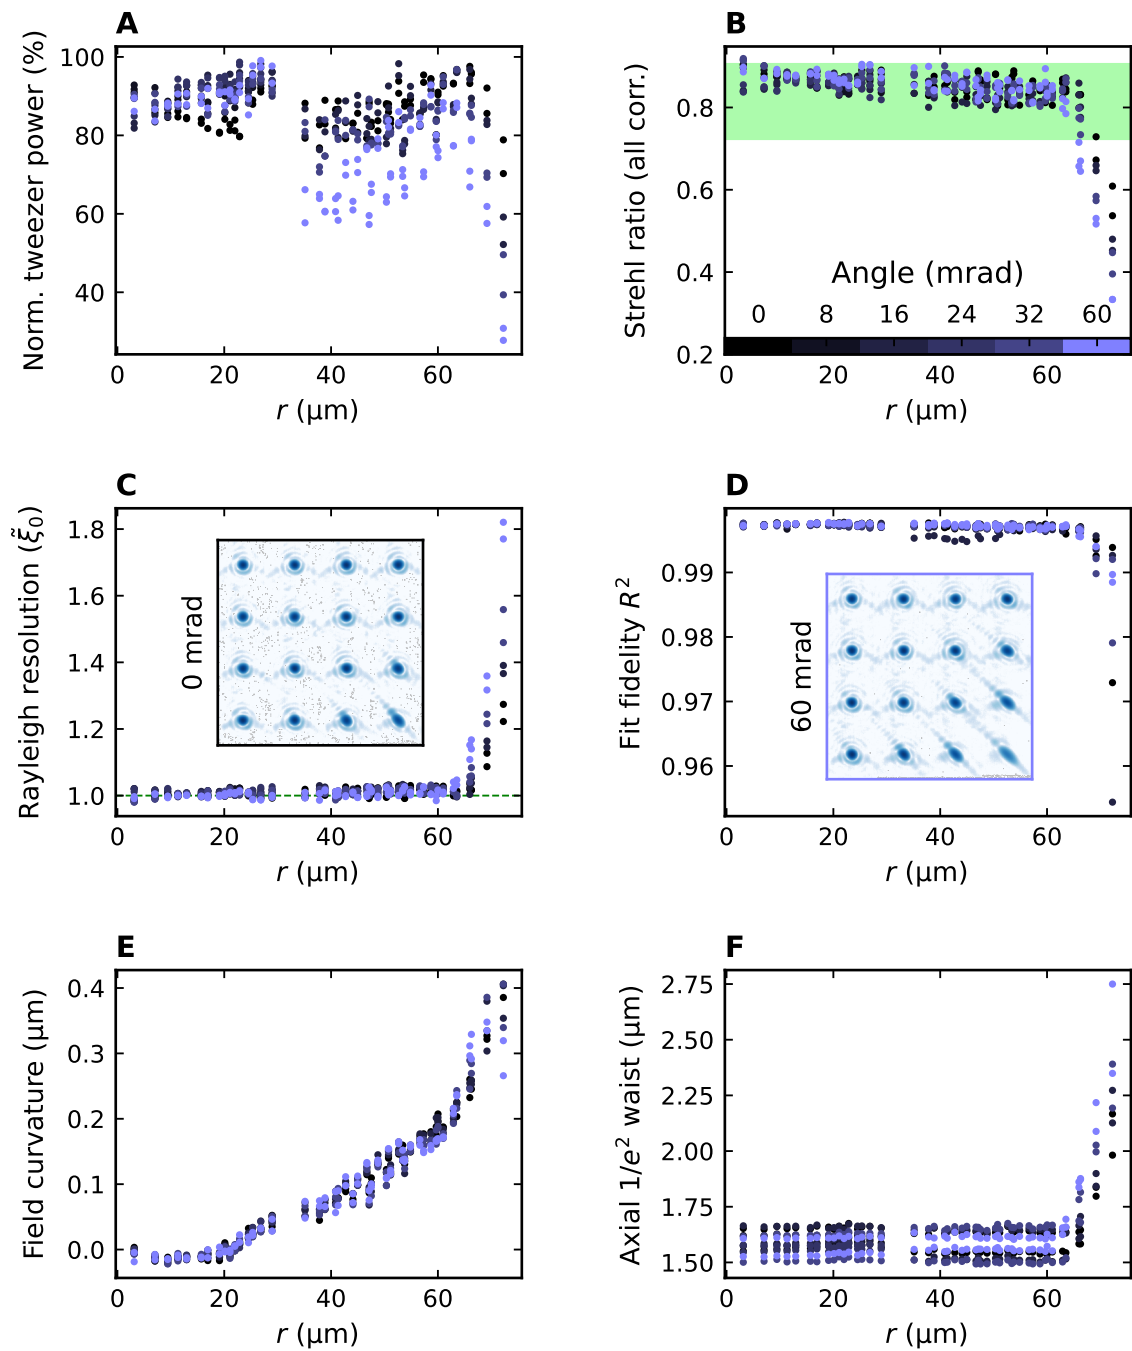 A
Norm. tweezer power (%)
100
80
60
40
0 20 40 60
r (μm)
B
Strehl ratio (all corr.)
0.8
0.6
0.4
0.2
Angle (mrad)
0 8 16 24 32 60
0 20 40 60
r (μm)
C
Rayleigh resolution (ξ̃₀)
1.8
1.6
1.4
1.2
1.0
0 mrad
0 20 40 60
r (μm)
D
Fit fidelity R²
0.99
0.98
0.97
0.96
60 mrad
0 20 40 60
r (μm)
E
Field curvature (μm)
0.4
0.3
0.2
0.1
0.0
0 20 40 60
r (μm)
F
Axial 1/e² waist (μm)
2.75
2.50
2.25
2.00
1.75
1.50
0 20 40 60
r (μm)